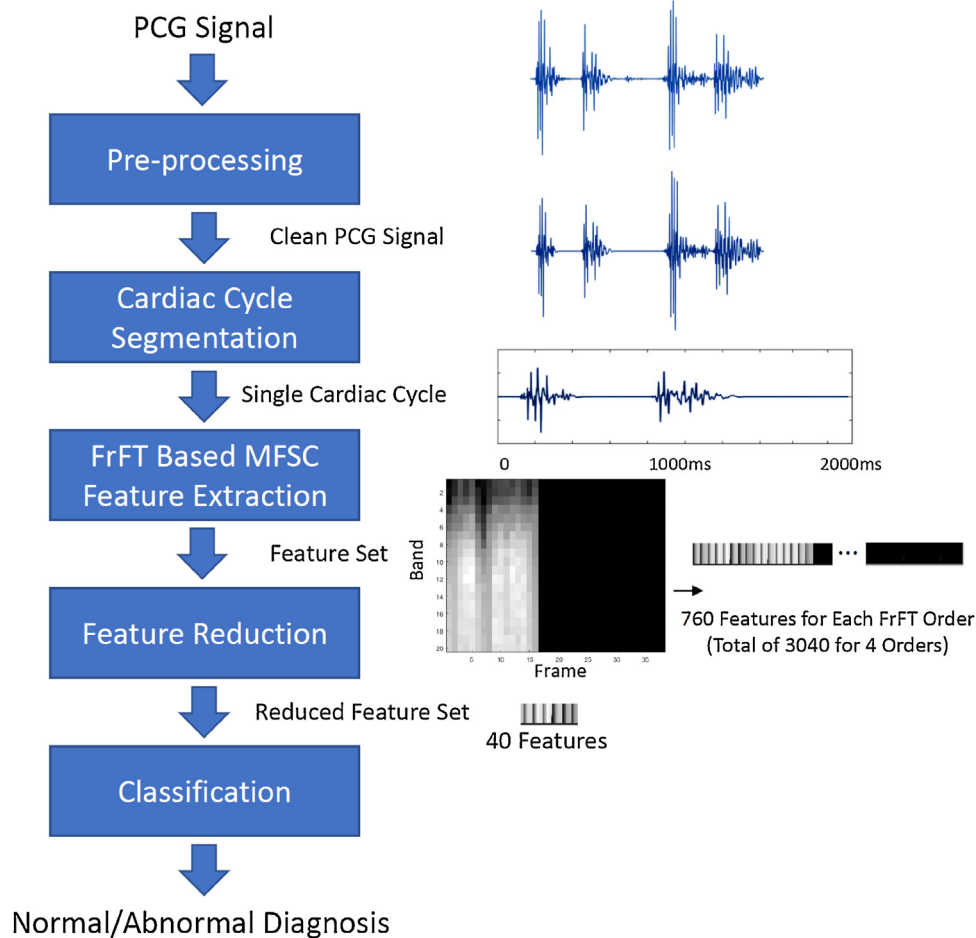 PCG Signal
Pre-processing
Clean PCG Signal
Cardiac Cycle
Segmentation
Single Cardiac Cycle
0 1000ms 2000ms
FrFT Based MFSC
Feature Extraction
Feature Set
Band
2
4
6
8
10
12
14
16
18
20
5 10 15 20 25 30 35
Frame
...
760 Features for Each FrFT Order
(Total of 3040 for 4 Orders)
Feature Reduction
Reduced Feature Set
40 Features
Classification
Normal/Abnormal Diagnosis